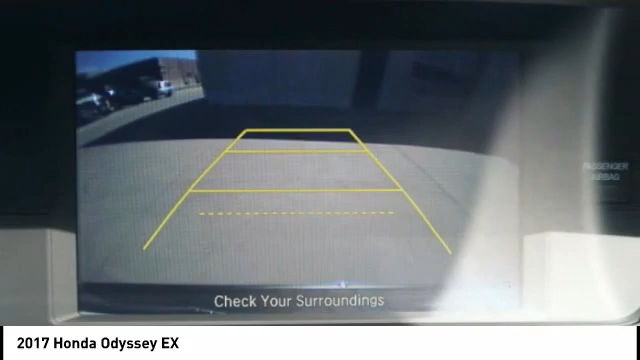 PASSENGER
AIRBAG
Check Your Surroundings
2017 Honda Odyssey EX